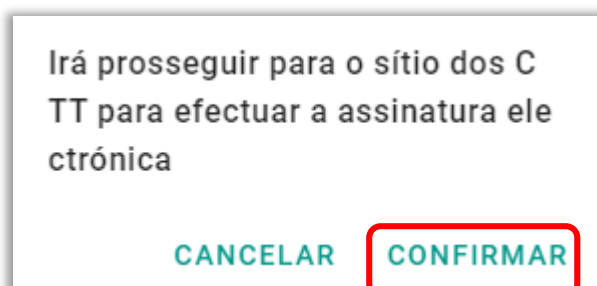 Irá prosseguir para o sítio dos C
TT para efectuar a assinatura ele
ctrónica
CANCELAR CONFIRMAR